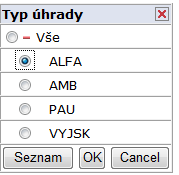 Typ úhrady
Vše
ALFA
AMB
PAU
VYJSK
Seznam OK Cancel